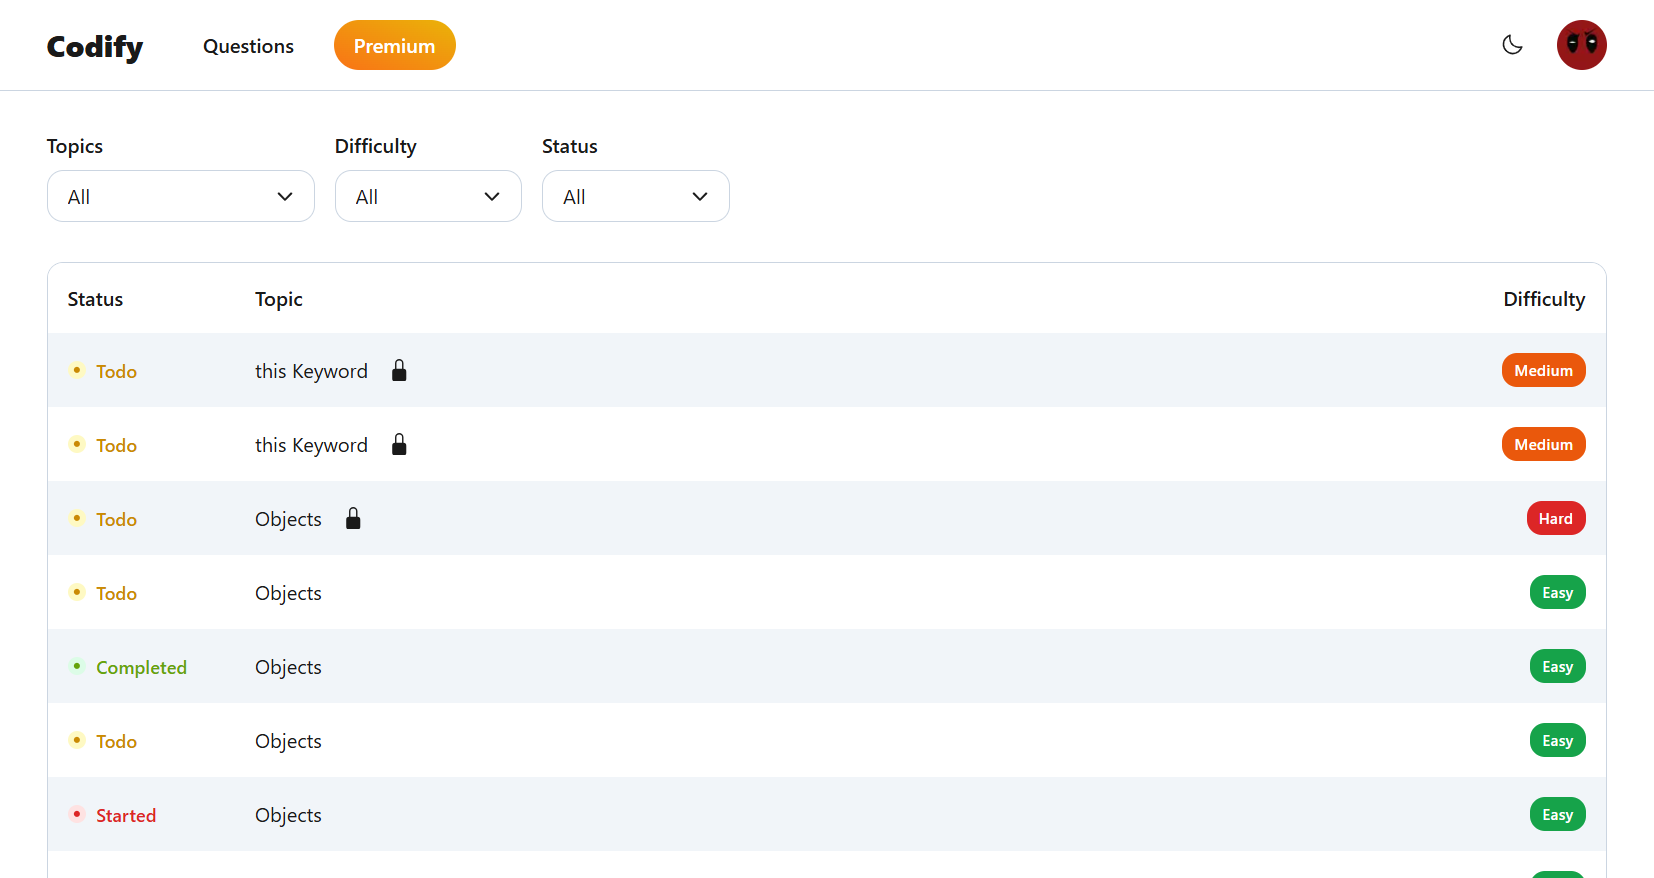 Codify Questions Premium
Topics Difficulty Status
All All All
Status Topic Difficulty
Todo this Keyword Medium
Todo this Keyword Medium
Todo Objects Hard
Todo Objects Easy
Completed Objects Easy
Todo Objects Easy
Started Objects Easy